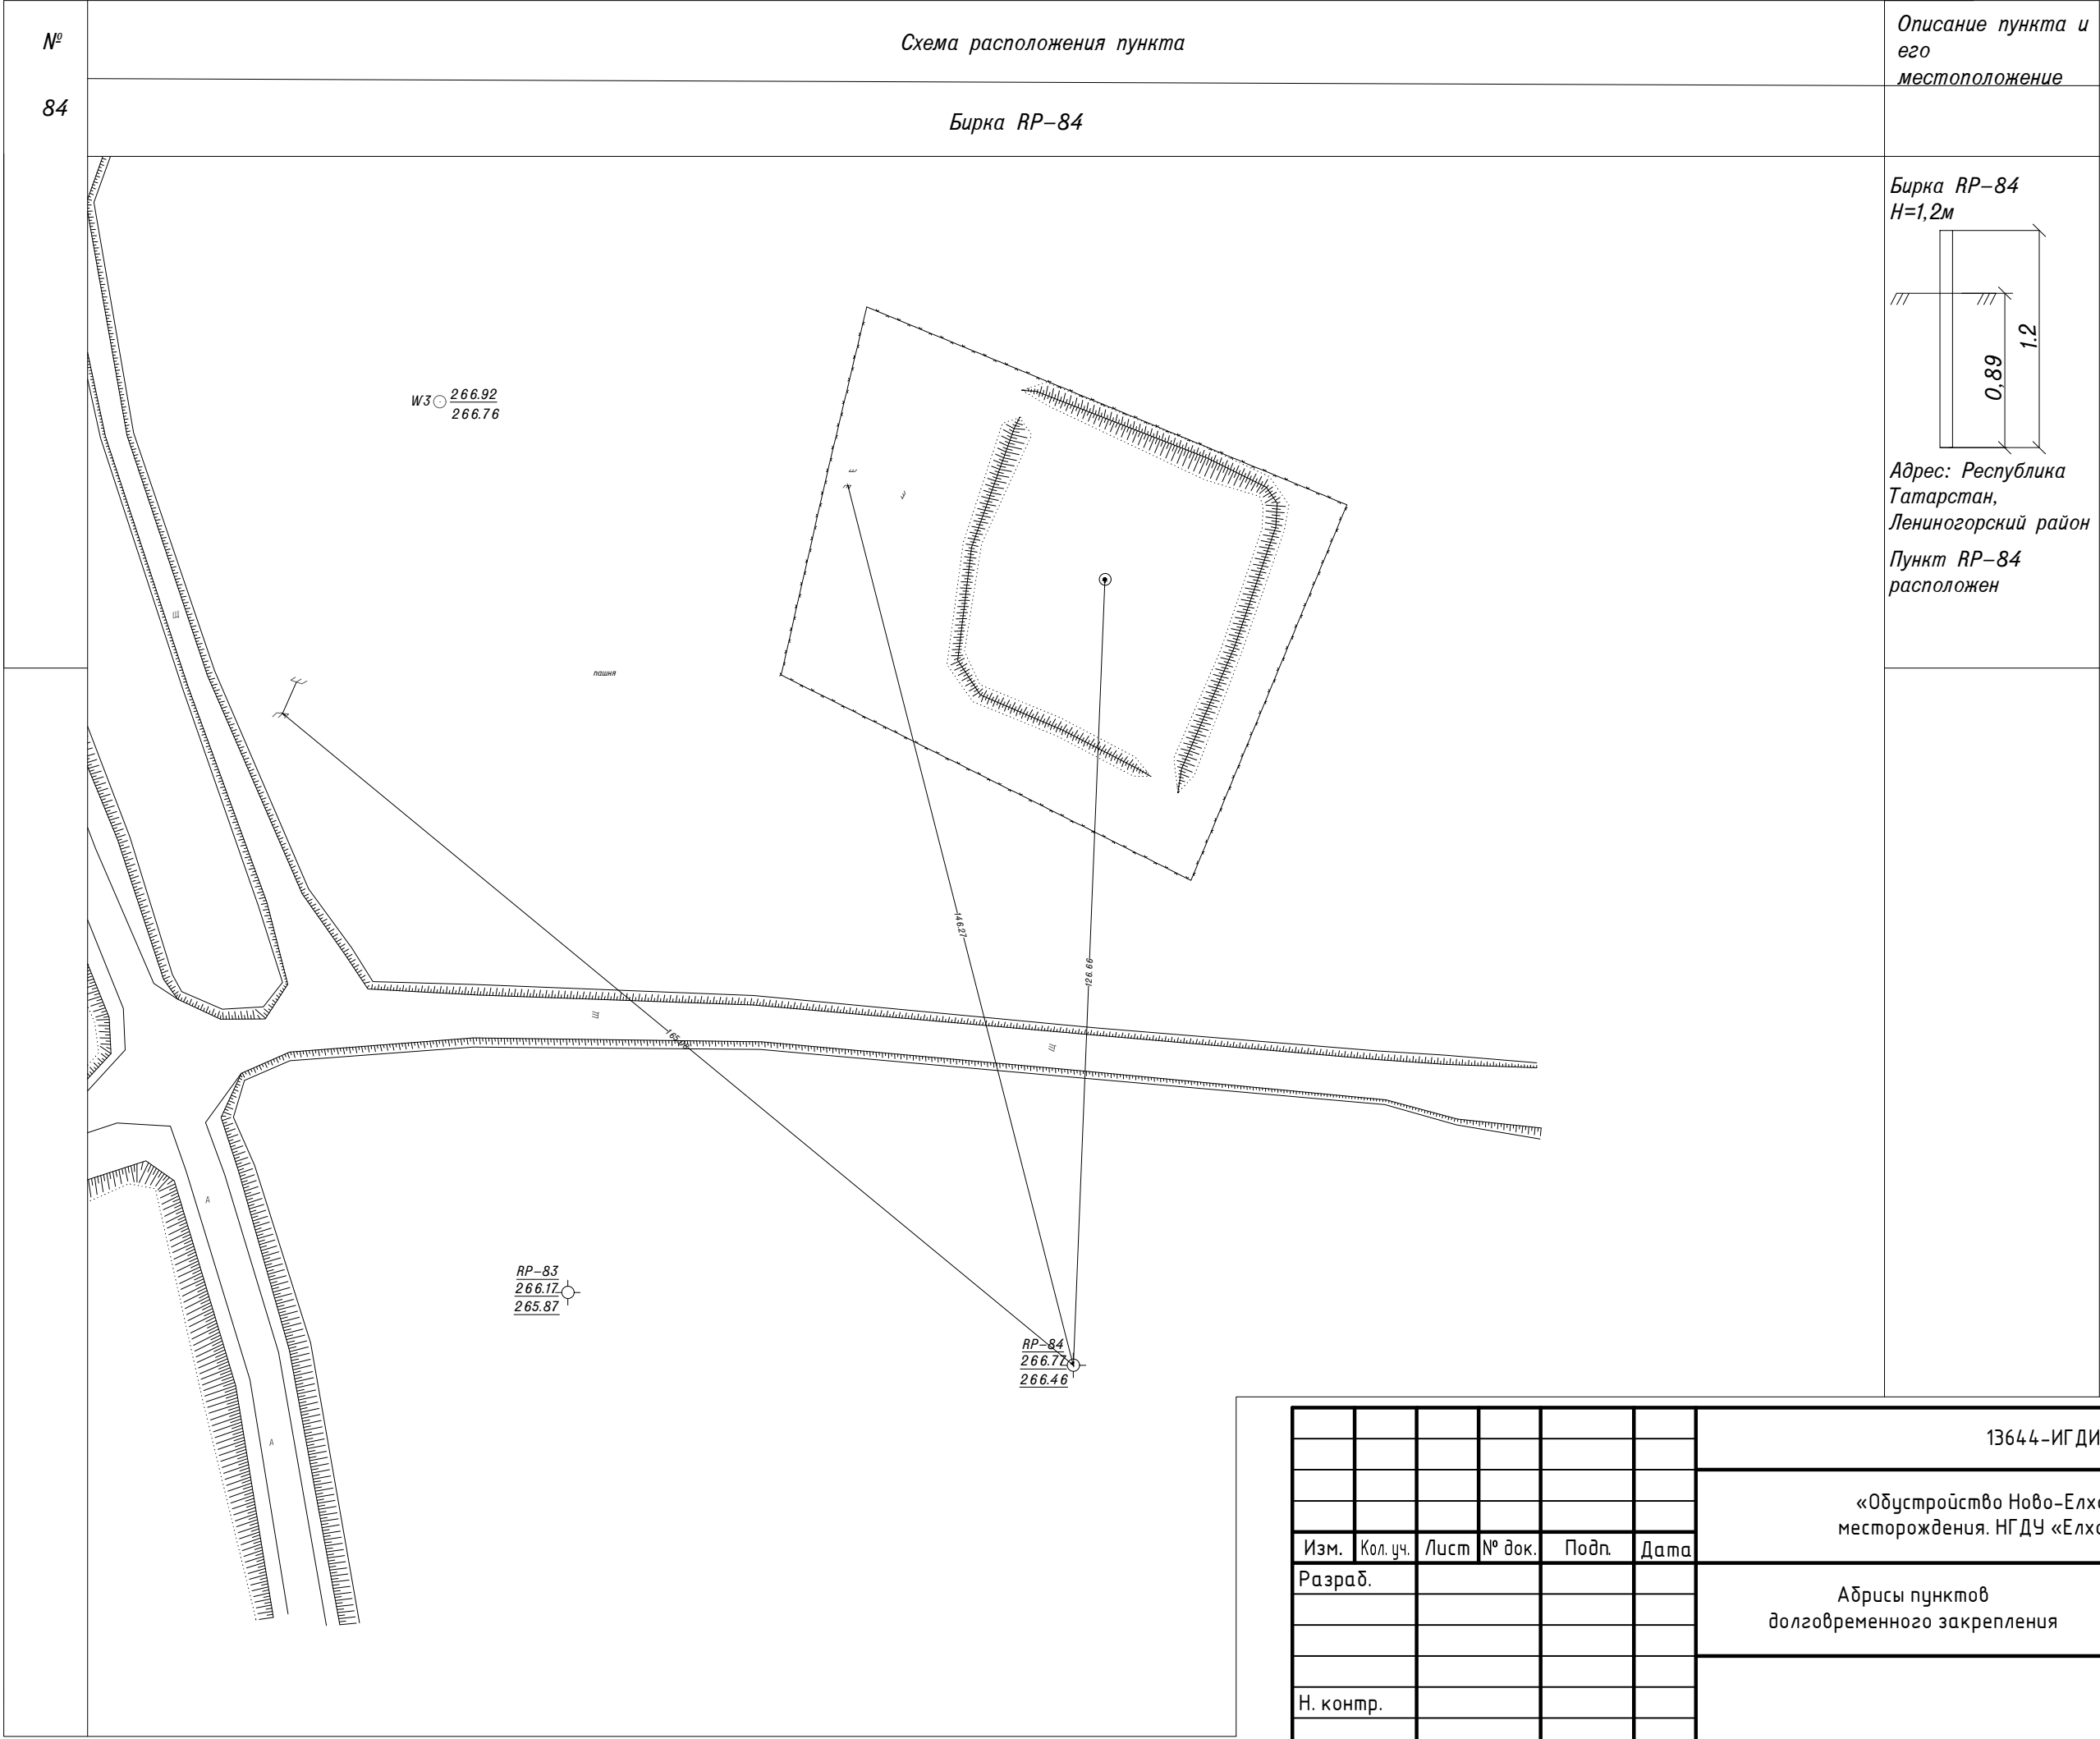 №
Схема расположения пункта
Описание пункта и
его
местоположение
84
Бирка RP-84
Бирка RP-84
H=1,2м
1.2
0,89
Адрес: Республика
Татарстан,
Лениногорский район
Пункт RP-84
расположен
W3 266.92
266.76
Щ
пашня
146.27
126.66
Щ
Щ
А
RP-83
266.17
265.87
RP-84
266.77
266.46
А
13644-ИГДИ
«Обустройство Ново-Елх
месторождения. НГДУ «Елх
Изм. Кол. уч. Лист № док. Подп. Дата
Разраб.
Абрисы пунктов
долговременного закрепления
Н. контр.